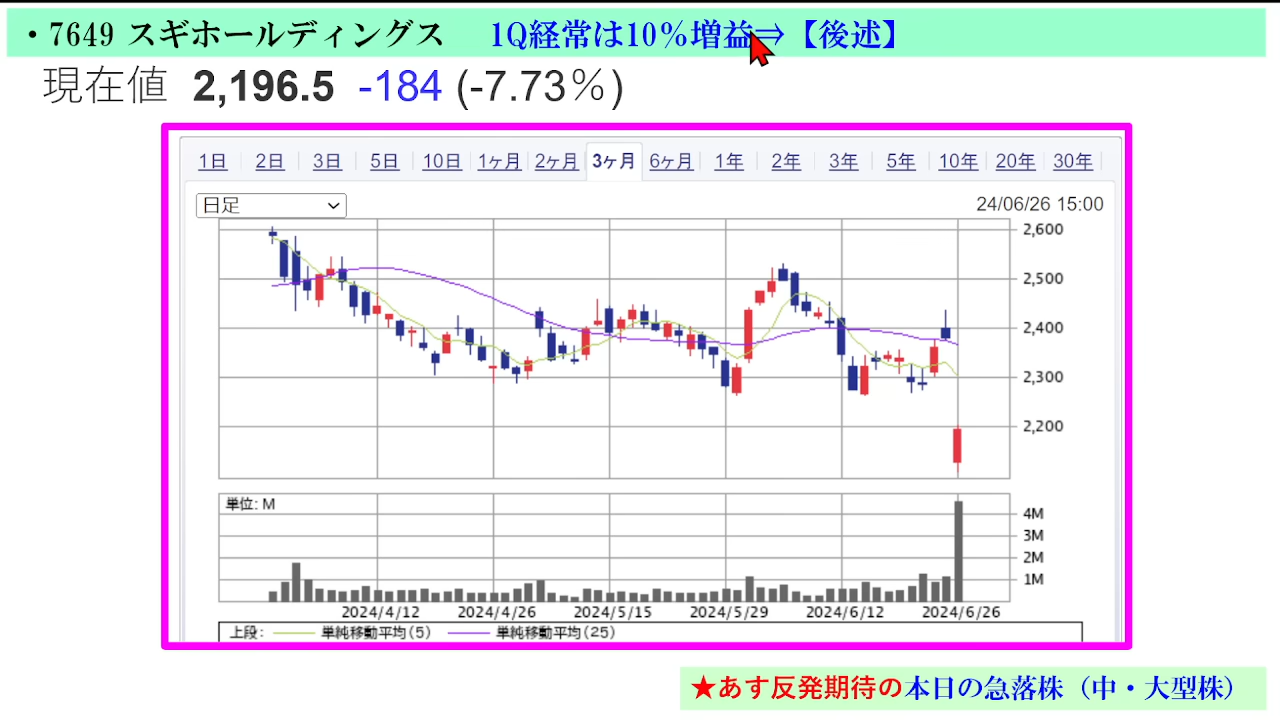 ・7649 スギホールディングス　1Q経常は10％増益⇒【後述】
現在値 2,196.5 -184 (-7.73％)
1日 2日 3日 5日 10日 1ヶ月 2ヶ月 3ヶ月 6ヶ月 1年 2年 3年 5年 10年 20年 30年
日足 24/06/26 15:00
2,600
2,500
2,400
2,300
2,200
単位: M
4M
3M
2M
1M
2024/4/12 2024/4/26 2024/5/15 2024/5/29 2024/6/12 2024/6/26
上段: 単純移動平均(5) 単純移動平均(25)
★あす反発期待の本日の急落株（中・大型株）